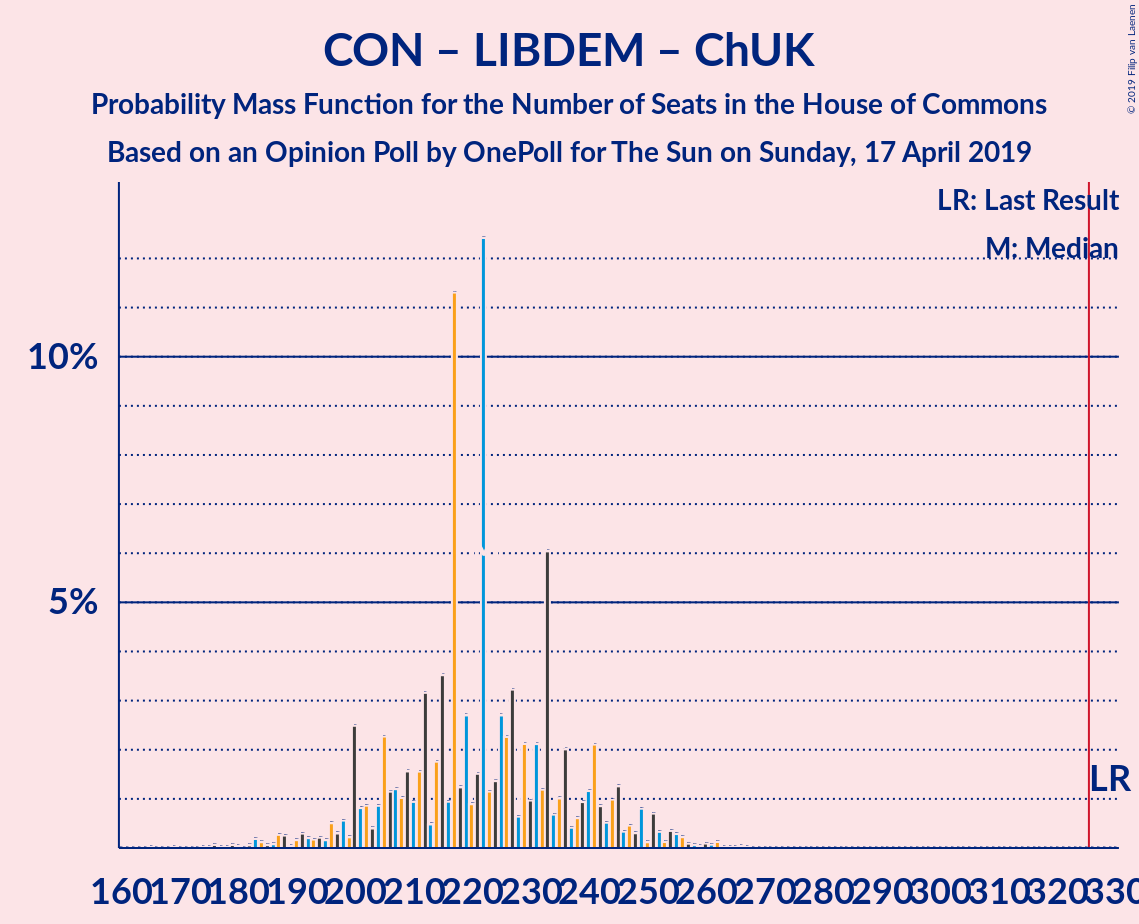 CON – LIBDEM – ChUK
Probability Mass Function for the Number of Seats in the House of Commons
Based on an Opinion Poll by OnePoll for The Sun on Sunday, 17 April 2019
© 2019 Filip van Laenen
LR: Last Result
M: Median
10%
5%
LR
160 170 180 190 200 210 220 230 240 250 260 270 280 290 300 310 320 330